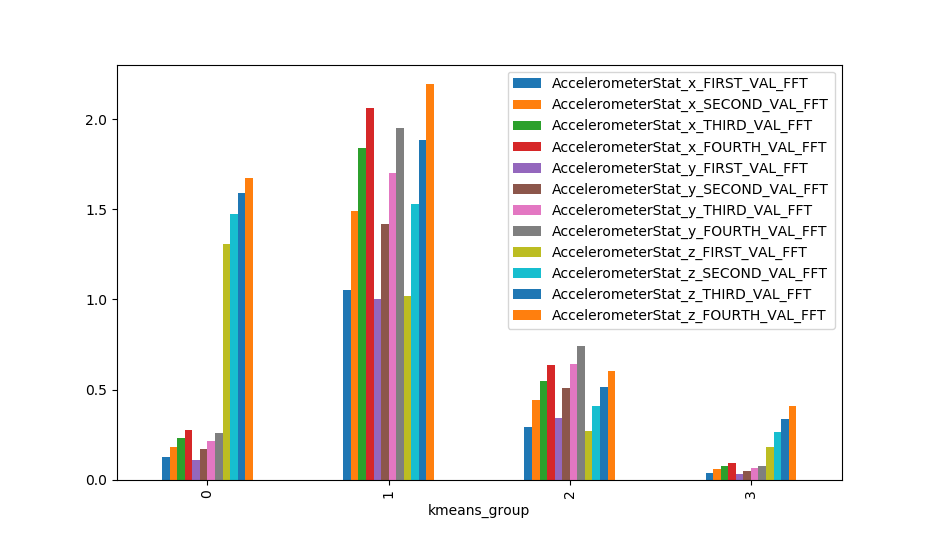 2.0
1.5
1.0
0.5
0.0
AccelerometerStat_x_FIRST_VAL_FFT
AccelerometerStat_x_SECOND_VAL_FFT
AccelerometerStat_x_THIRD_VAL_FFT
AccelerometerStat_x_FOURTH_VAL_FFT
AccelerometerStat_y_FIRST_VAL_FFT
AccelerometerStat_y_SECOND_VAL_FFT
AccelerometerStat_y_THIRD_VAL_FFT
AccelerometerStat_y_FOURTH_VAL_FFT
AccelerometerStat_z_FIRST_VAL_FFT
AccelerometerStat_z_SECOND_VAL_FFT
AccelerometerStat_z_THIRD_VAL_FFT
AccelerometerStat_z_FOURTH_VAL_FFT
0
1
2
3
kmeans_group